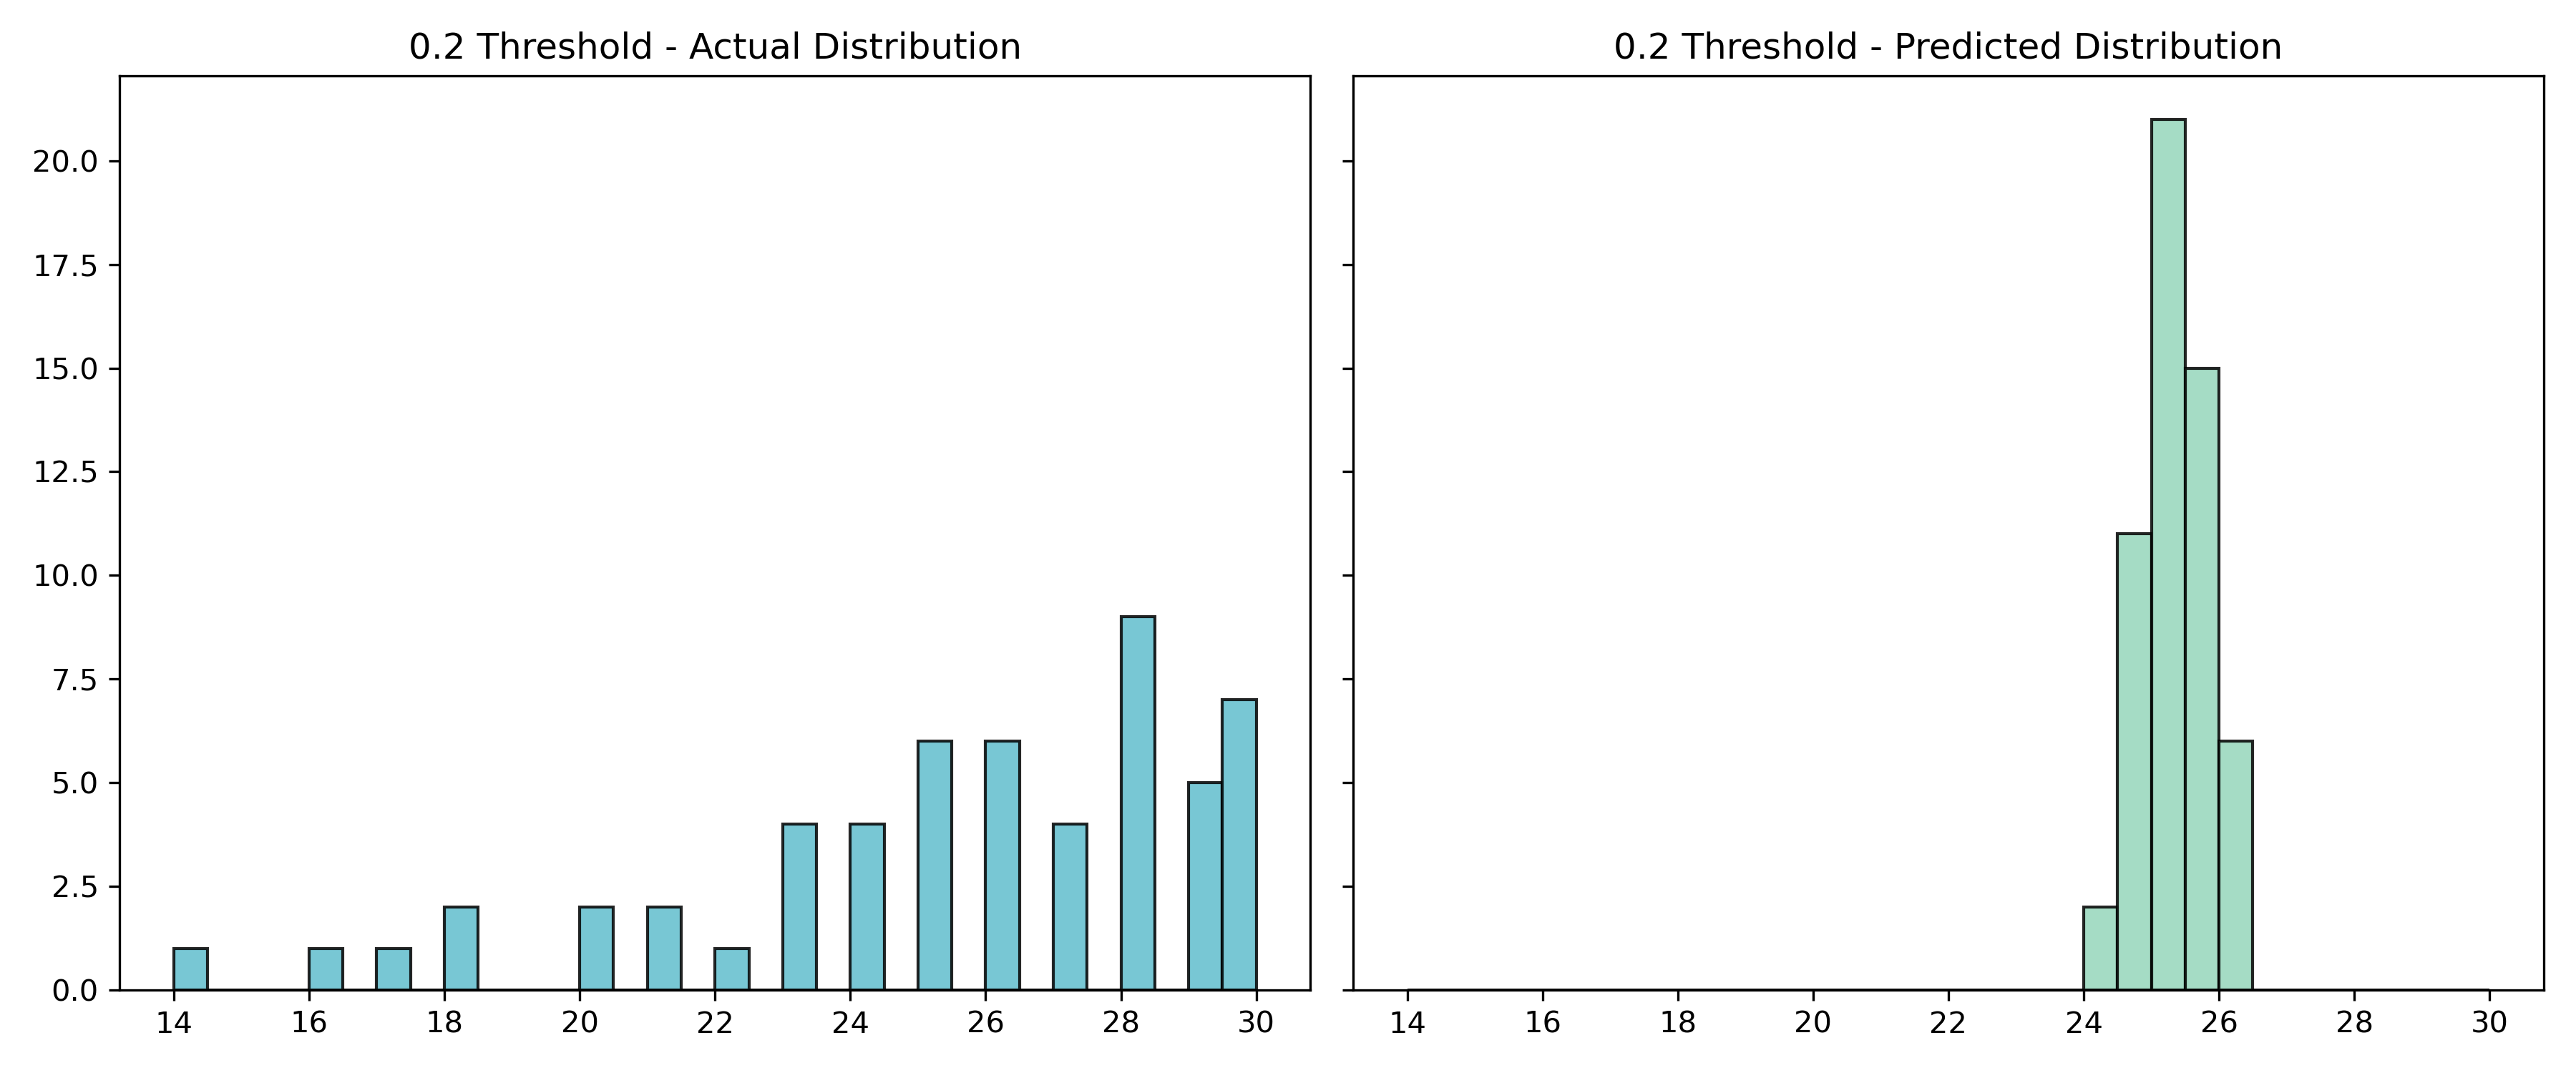 0.2 Threshold - Actual Distribution
20.0
17.5
15.0
12.5
10.0
7.5
5.0
2.5
0.0
14 16 18 20 22 24 26 28 30
0.2 Threshold - Predicted Distribution
14 16 18 20 22 24 26 28 30